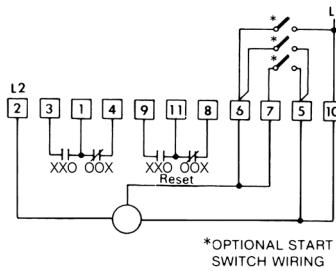 * L
*
*
L2
2 3 1 4 9 11 8 6 7 5 10
XXO OOX XXO OOX
Reset
*OPTIONAL START
SWITCH WIRING